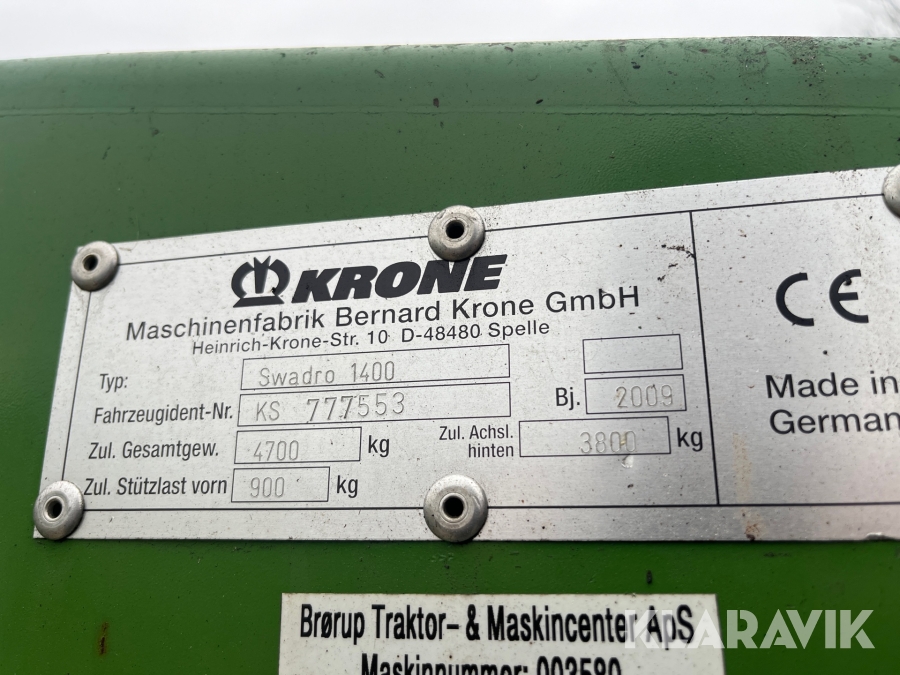 KRONE
Maschinenfabrik Bernard Krone GmbH
Heinrich-Krone-Str. 10 D-48480 Spelle
Typ: Swadro 1400
Fahrzeugident-Nr. KS 777553 Bj. 2009
Zul. Gesamtgew. 4700 kg Zul. Achsl. hinten 3800 kg
Zul. Stützlast vorn 900 kg
CE
Made in
German
Brørup Traktor- & Maskincenter ApS
Maskinnummer: 003580
KLARAVIK